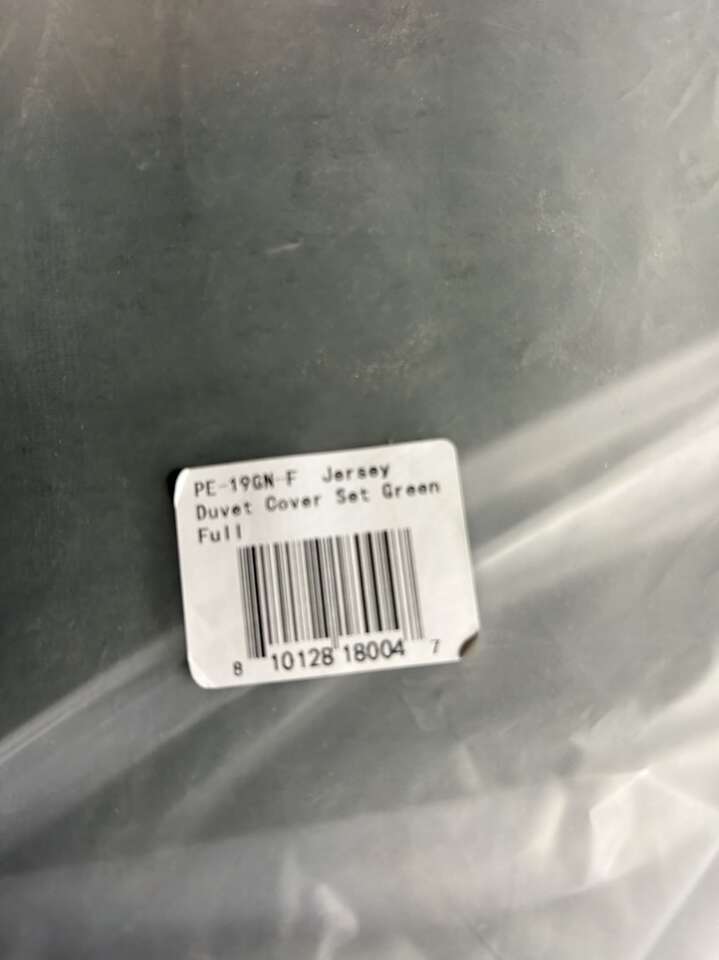 PE-19GN-F Jersey
Duvet Cover Set Green
Full
8 10128 18004 7